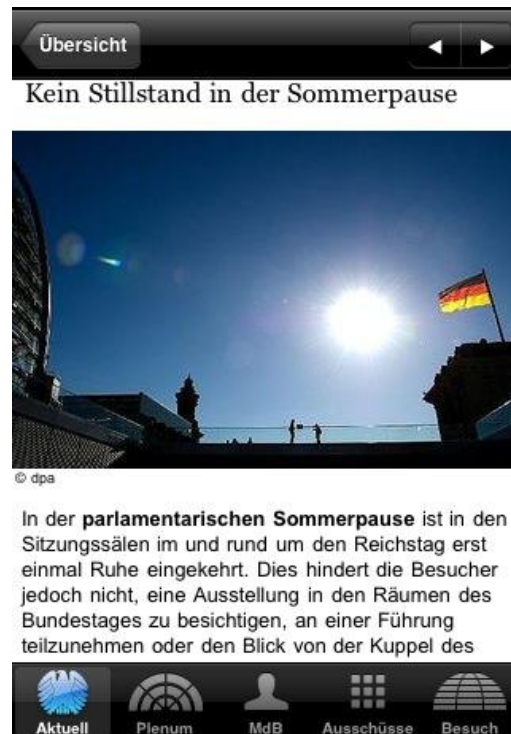 Übersicht
Kein Stillstand in der Sommerpause
© dpa
In der parlamentarischen Sommerpause ist in den
Sitzungssälen im und rund um den Reichstag erst
einmal Ruhe eingekehrt. Dies hindert die Besucher
jedoch nicht, eine Ausstellung in den Räumen des
Bundestages zu besichtigen, an einer Führung
teilzunehmen oder den Blick von der Kuppel des
Aktuell Plenum MdB Ausschüsse Besuch